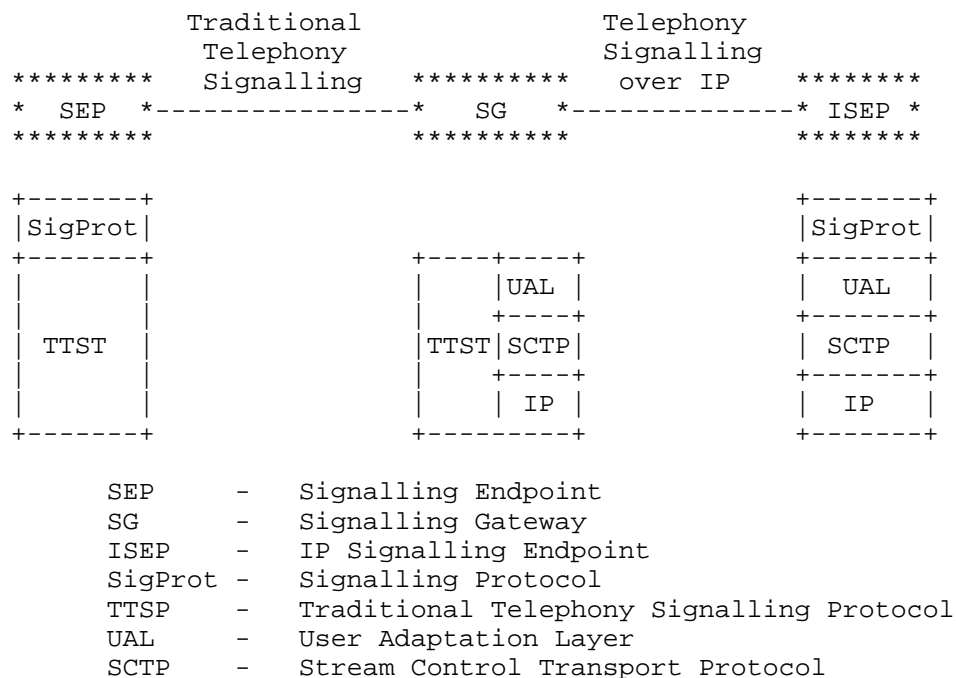 Traditional Telephony
Telephony Signalling
********* Signalling ********** over IP ********
* SEP *----------------* SG *--------------* ISEP *
********* ********** ********
+-------+ +-------+
|SigProt| |SigProt|
+-------+ +----+----+ +-------+
| | | |UAL | | UAL |
| | | +----+ +-------+
| TTST | |TTST|SCTP| | SCTP |
| | | +----+ +-------+
| | | | IP | | IP |
+-------+ +---------+ +-------+
SEP - Signalling Endpoint
SG - Signalling Gateway
ISEP - IP Signalling Endpoint
SigProt - Signalling Protocol
TTSP - Traditional Telephony Signalling Protocol
UAL - User Adaptation Layer
SCTP - Stream Control Transport Protocol